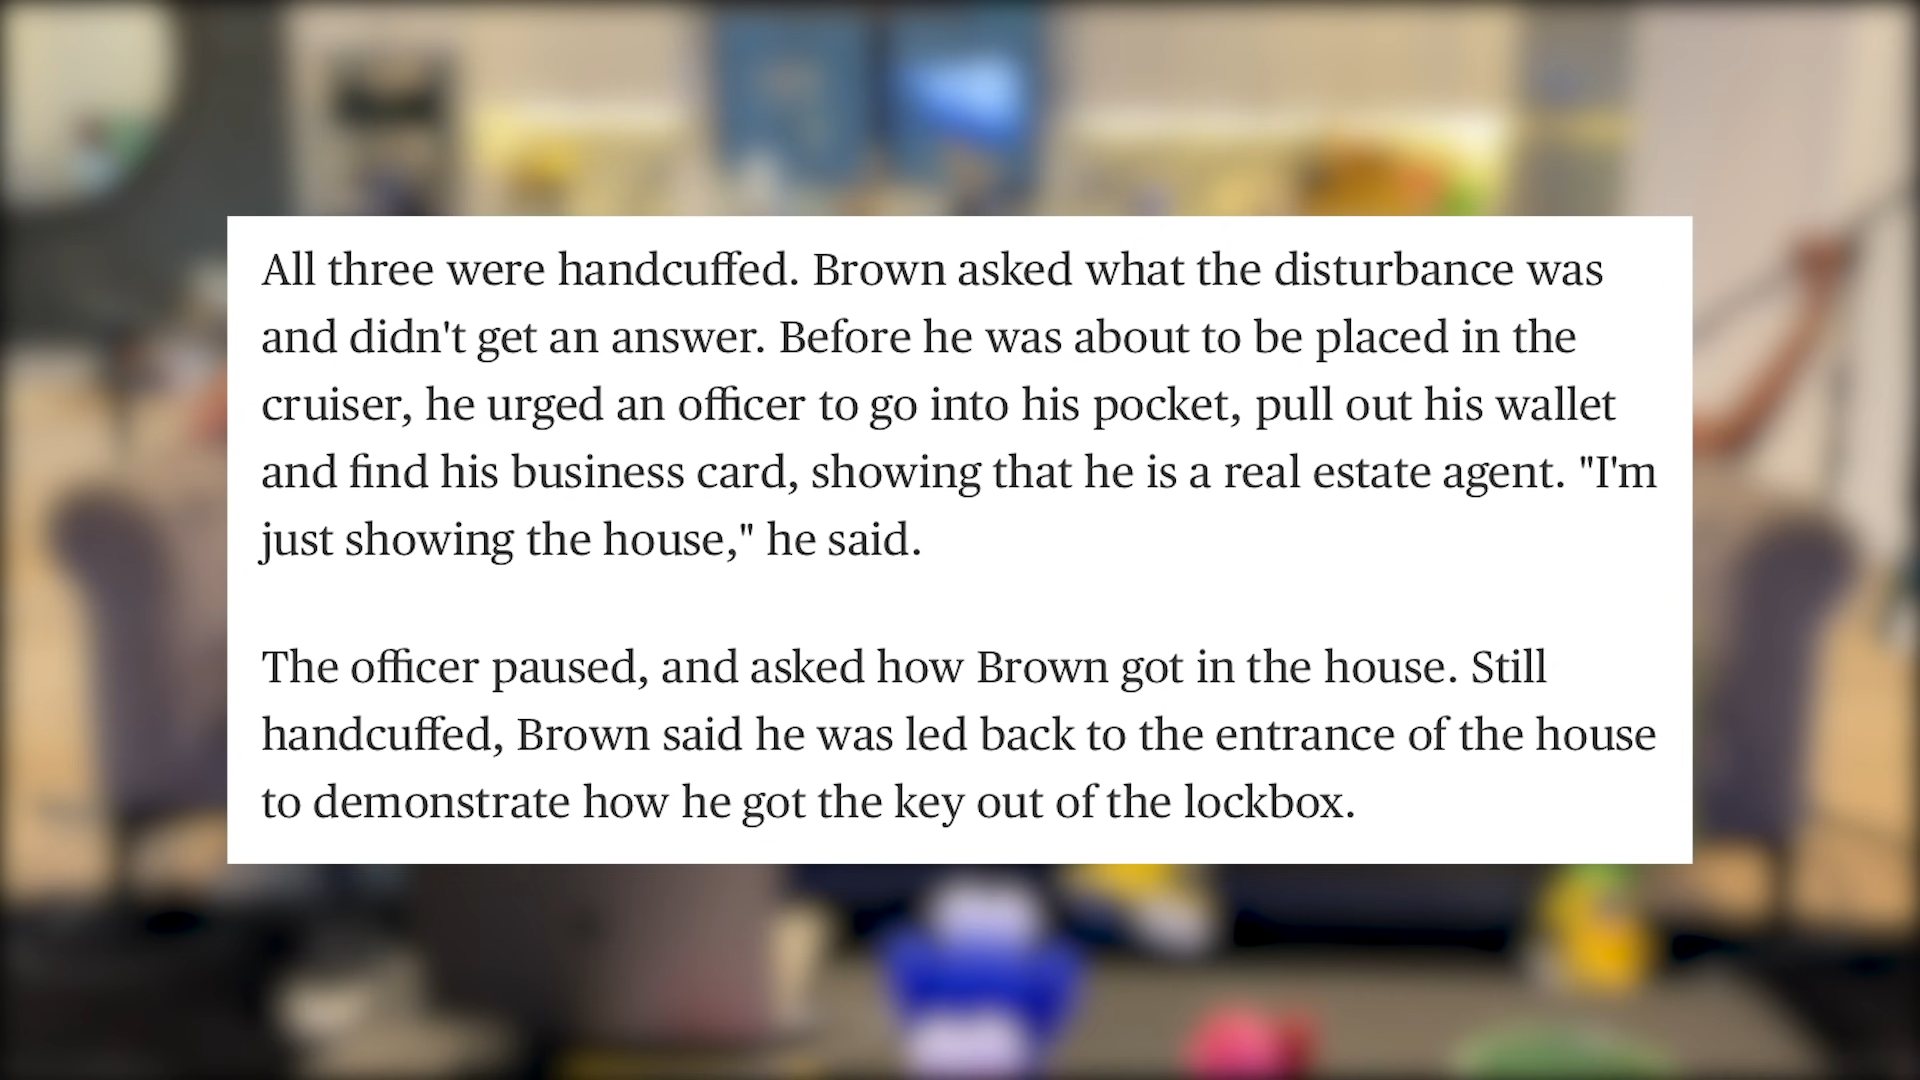 All three were handcuffed. Brown asked what the disturbance was
and didn't get an answer. Before he was about to be placed in the
cruiser, he urged an officer to go into his pocket, pull out his wallet
and find his business card, showing that he is a real estate agent. "I'm
just showing the house," he said.
The officer paused, and asked how Brown got in the house. Still
handcuffed, Brown said he was led back to the entrance of the house
to demonstrate how he got the key out of the lockbox.